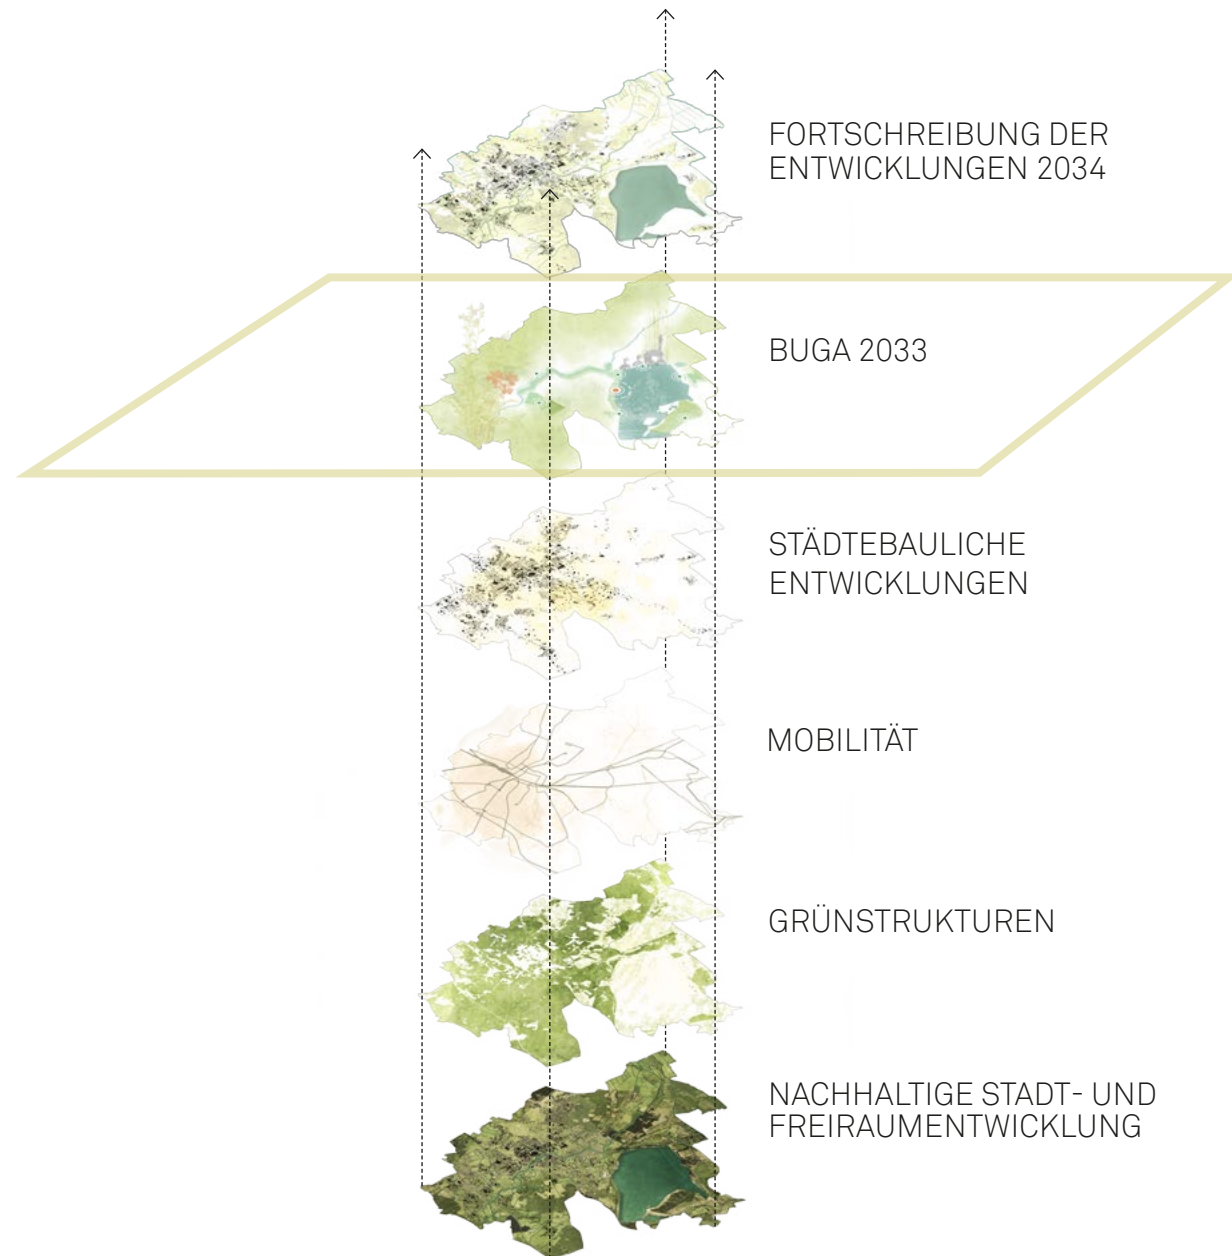 FORTSCHREIBUNG DER
ENTWICKLUNGEN 2034
BUGA 2033
STÄDTEBAULICHE
ENTWICKLUNGEN
MOBILITÄT
GRÜNSTRUKTUREN
NACHHALTIGE STADT- UND
FREIRAUMENTWICKLUNG